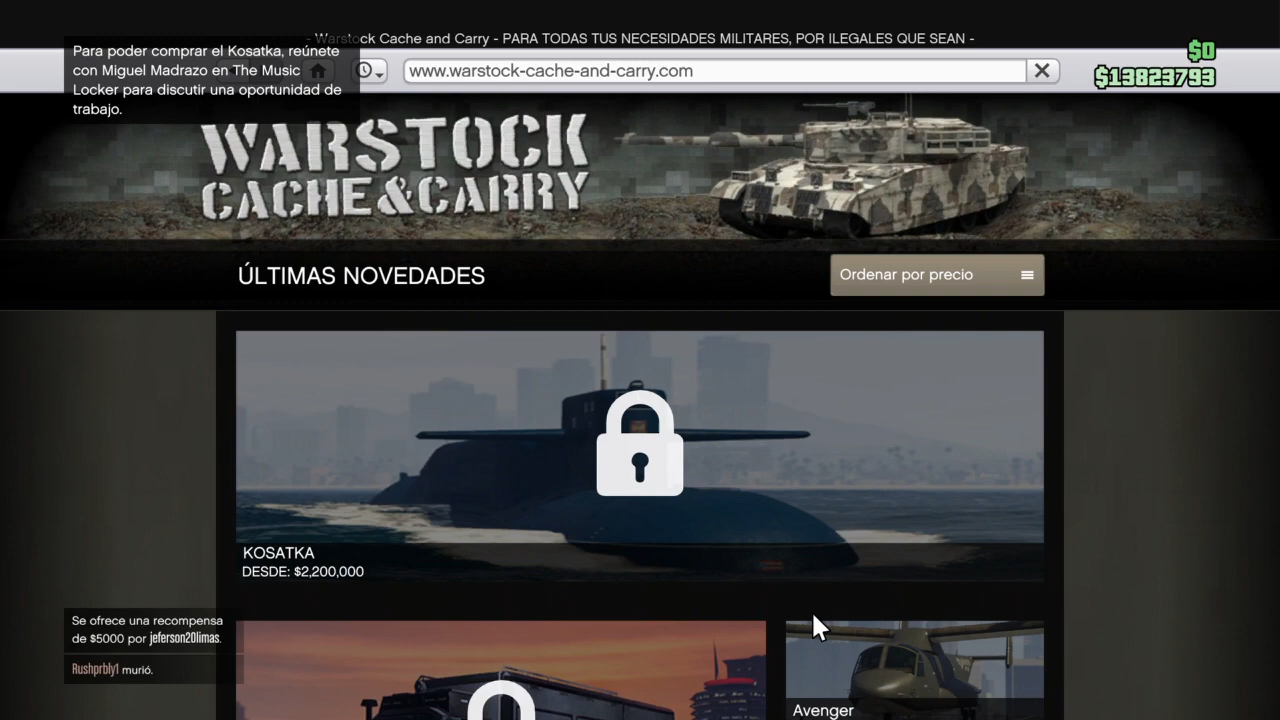 - Warstock Cache and Carry - PARA TODAS TUS NECESIDADES MILITARES, POR ILEGALES QUE SEAN -
Para poder comprar el Kosatka, reúnete
con Miguel Madrazo en The Music
Locker para discutir una oportunidad de
trabajo.
www.warstock-cache-and-carry.com
$0
$13823793
WARSTOCK
CACHE & CARRY
ÚLTIMAS NOVEDADES
Ordenar por precio
KOSATKA
DESDE: $2,200,000
Se ofrece una recompensa
de $5000 por jeferson20limas.
Rushprbly1 murió.
Avenger